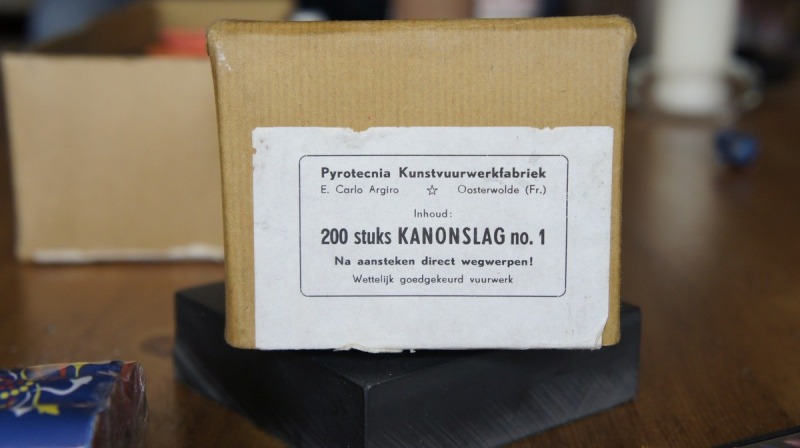 Pyrotecnia Kunstvuurwerkfabriek
E. Carlo Argiro ☆ Oosterwolde (Fr.)
Inhoud:
200 stuks KANONSLAG no. 1
Na aansteken direct wegwerpen!
Wettelijk goedgekeurd vuurwerk